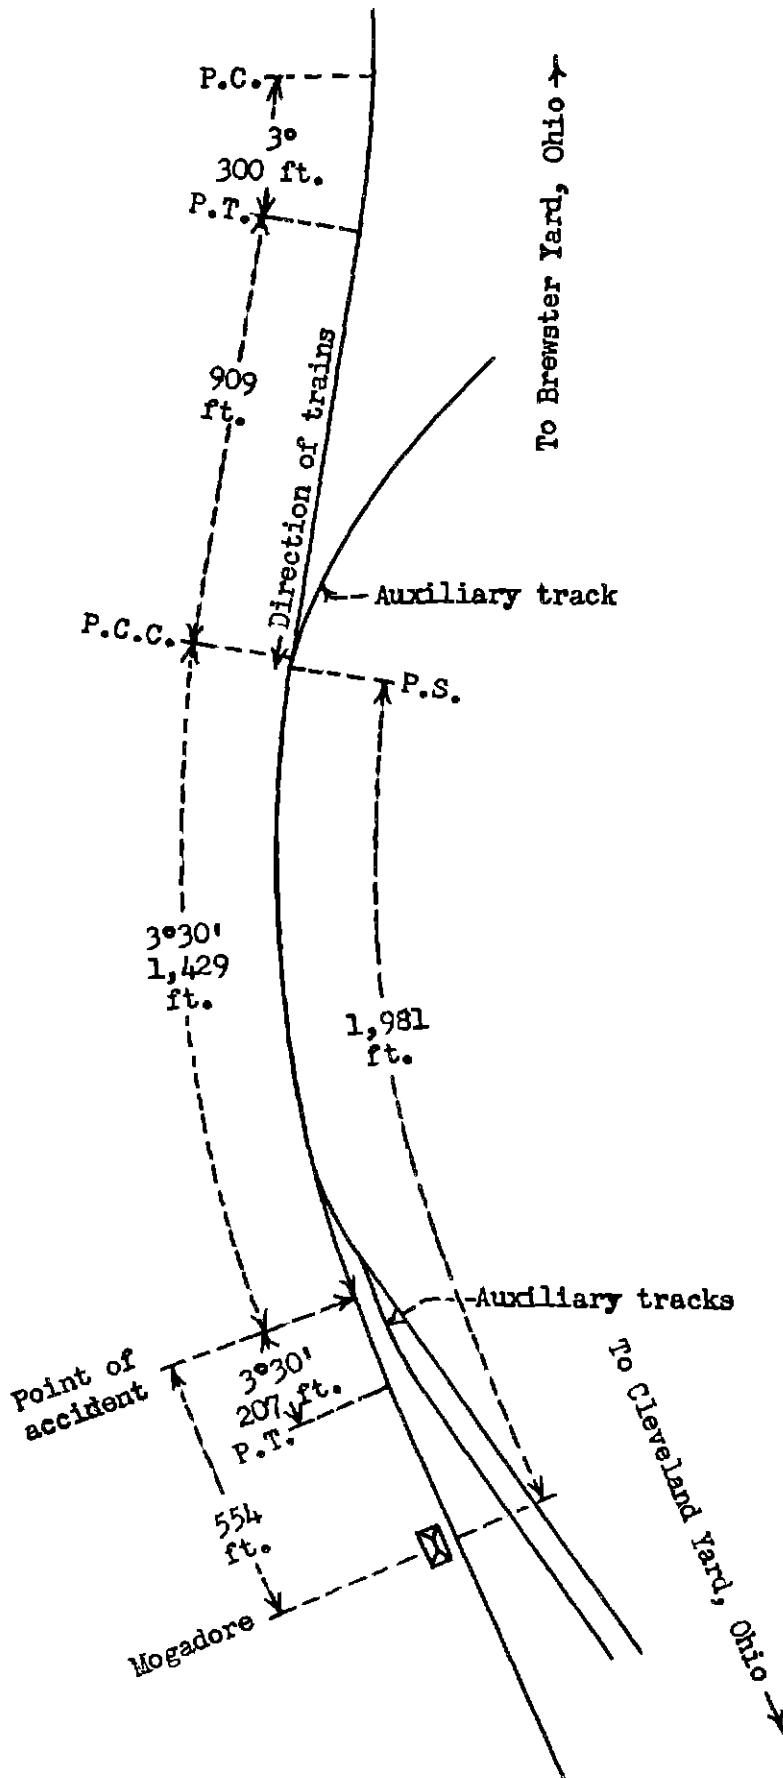 P.C.
3°
300 ft.
P.T.
To Brewster Yard, Ohio →
909
ft.
Direction of trains
Auxiliary track
P.C.C.
P.S.
3°30'
1,429
ft.
1,981
ft.
Auxiliary tracks
Point of
accident
3°30'
207 ft.
P.T.
To Cleveland Yard, Ohio →
554
ft.
Mogadore